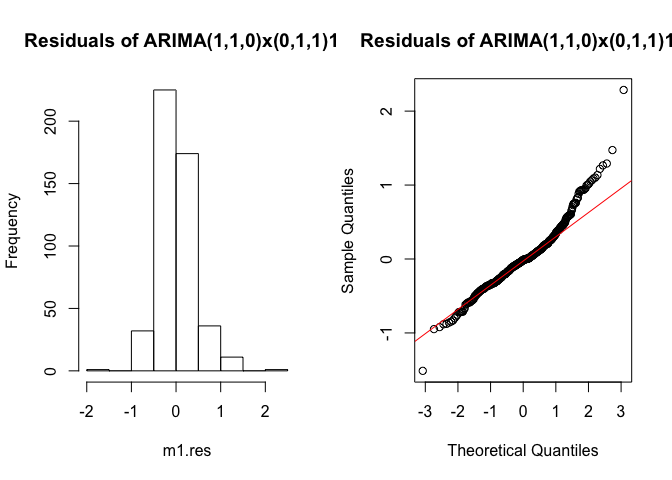 Residuals of ARIMA(1,1,0)x(0,1,1)1
Frequency
0 50 100 150 200
-2 -1 0 1 2
m1.res
Residuals of ARIMA(1,1,0)x(0,1,1)1
Sample Quantiles
-1 0 1 2
-3 -2 -1 0 1 2 3
Theoretical Quantiles